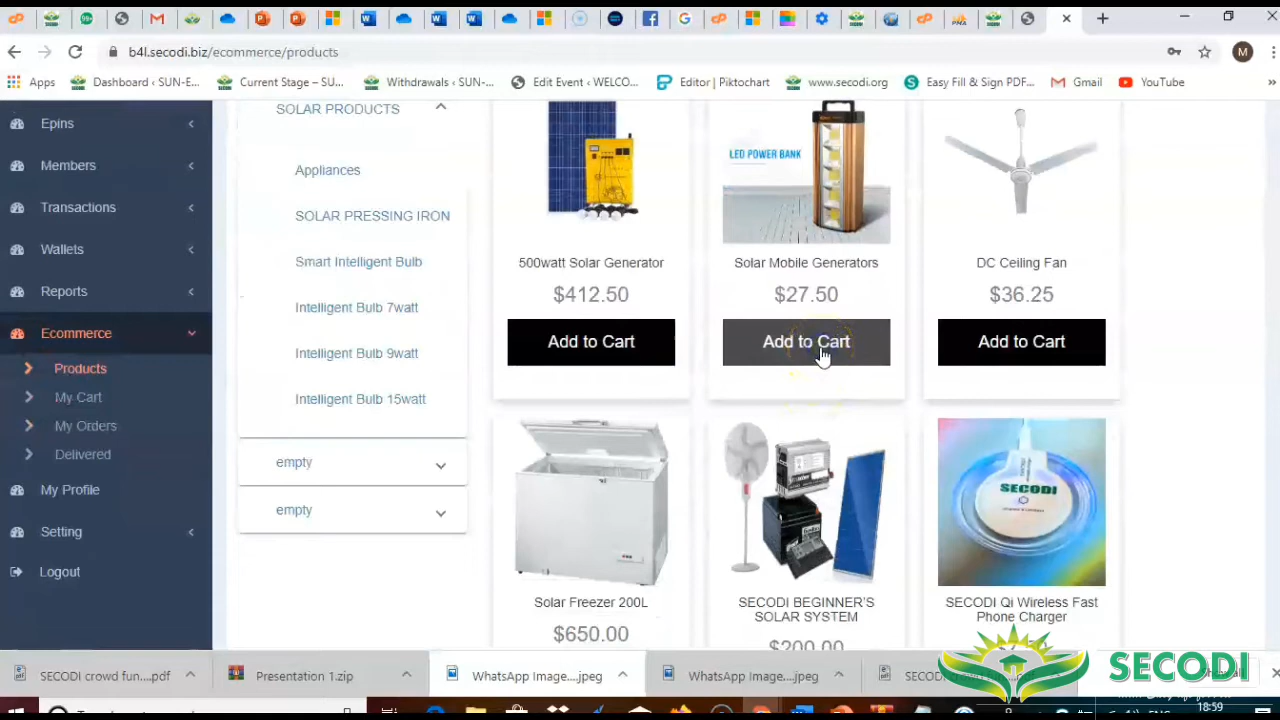 b4l.secodi.biz/ecommerce/products
M
Apps
Dashboard ‹ SUN-E...
Current Stage – SU...
Withdrawals ‹ SUN-...
Edit Event ‹ WELCO...
Editor | Piktochart
www.secodi.org
Easy Fill & Sign PDF...
Gmail
YouTube
»
Epins
Members
Transactions
Wallets
Reports
Ecommerce
Products
My Cart
My Orders
Delivered
My Profile
Setting
Logout
SOLAR PRODUCTS
Appliances
SOLAR PRESSING IRON
Smart Intelligent Bulb
Intelligent Bulb 7watt
Intelligent Bulb 9watt
Intelligent Bulb 15watt
empty
empty
500watt Solar Generator
$412.50
Add to Cart
LED POWER BANK
Solar Mobile Generators
$27.50
Add to Cart
DC Ceiling Fan
$36.25
Add to Cart
Solar Freezer 200L
$650.00
SECODI BEGINNER'S
SOLAR SYSTEM
$200.00
SECODI
SECODI Qi Wireless Fast
Phone Charger
SECODI crowd fun....pdf
Presentation 1.zip
WhatsApp Image....jpeg
WhatsApp Image....jpeg
SECODI
ENG
18:59